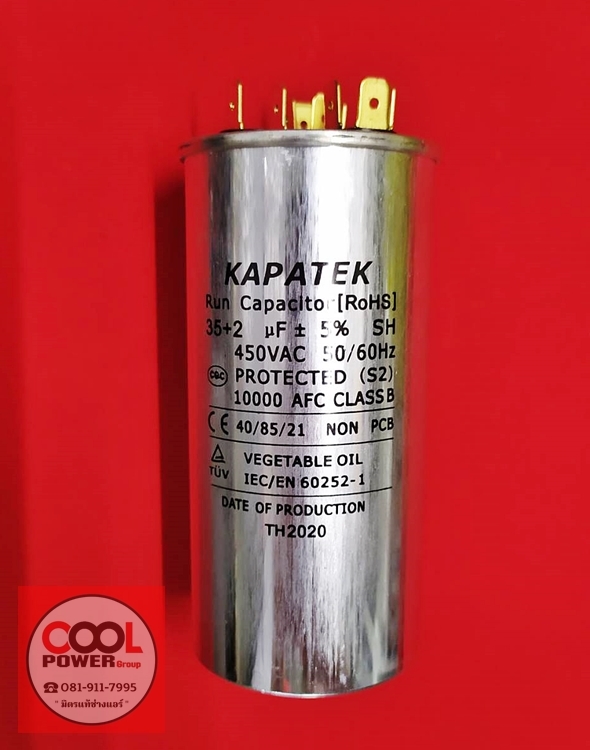 KAPATEK
Run Capacitor[RoHS]
35+2 µF ± 5% SH
450VAC 50/60Hz
CQC PROTECTED (S2)
10000 AFC CLASS B
CE 40/85/21 NON PCB
TÜV VEGETABLE OIL
IEC/EN 60252-1
DATE OF PRODUCTION
TH2020
COOL
POWER Group
☎ 081-911-7995
" มิตรแท้ช่างแอร์ "